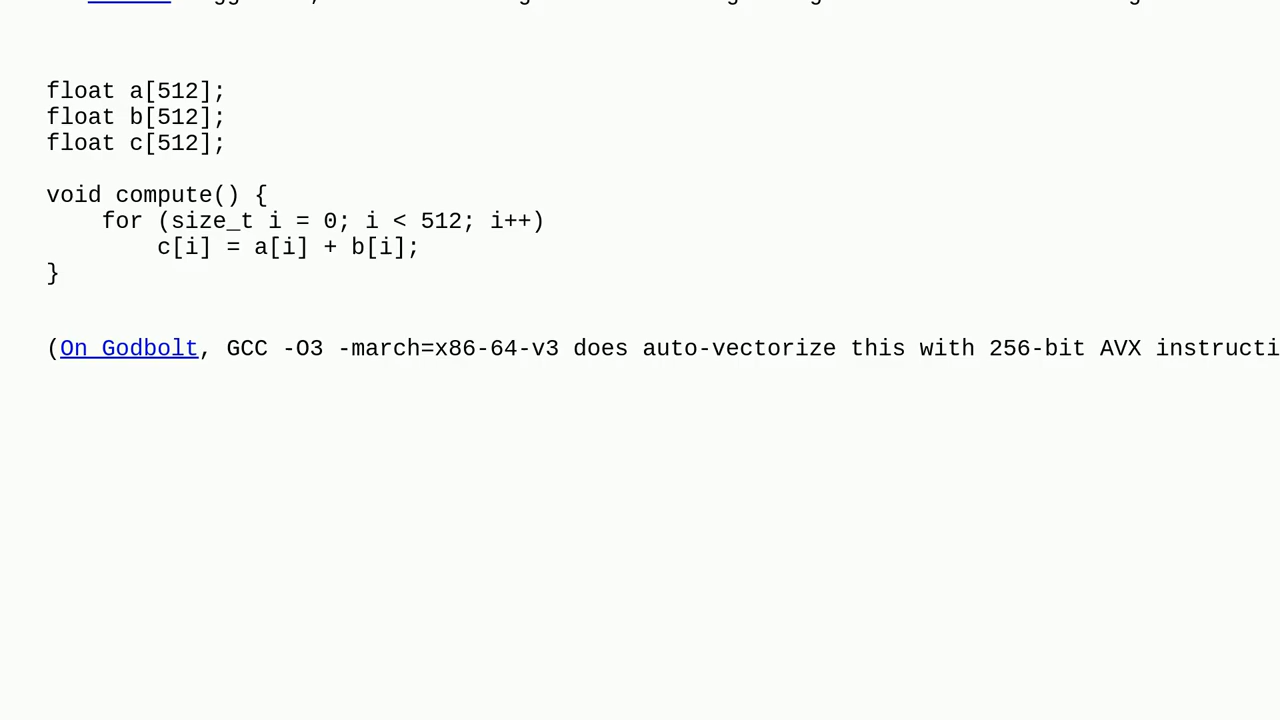 float a[512];
float b[512];
float c[512];
void compute() {
    for (size_t i = 0; i < 512; i++)
        c[i] = a[i] + b[i];
}
(On Godbolt, GCC -O3 -march=x86-64-v3 does auto-vectorize this with 256-bit AVX instructi